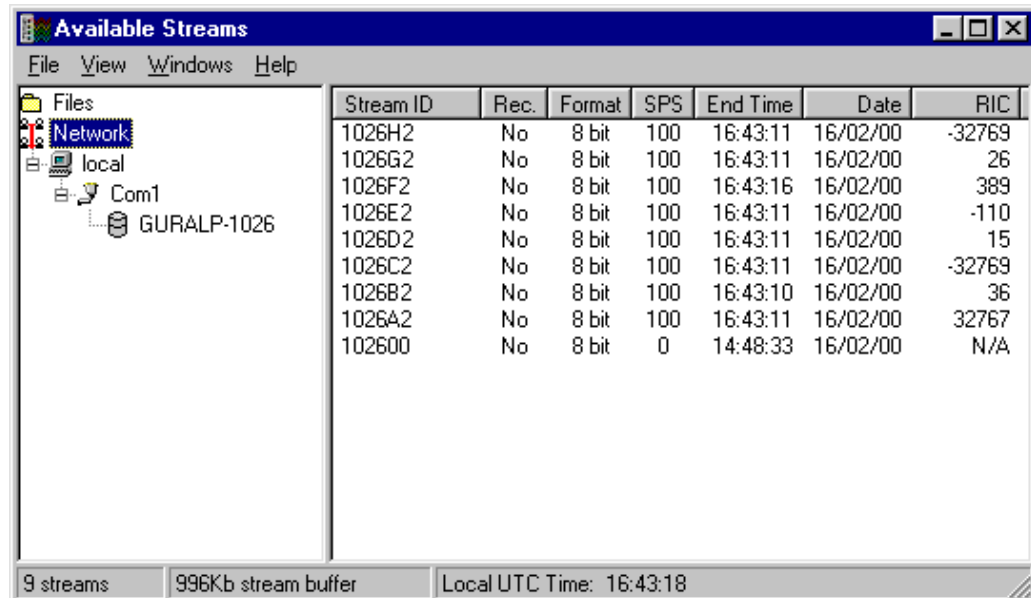 Available Streams
File View Windows Help
Files
Network
local
Com1
GURALP-1026
Stream ID Rec. Format SPS End Time Date RIC
1026H2 No 8 bit 100 16:43:11 16/02/00 -32769
1026G2 No 8 bit 100 16:43:11 16/02/00 26
1026F2 No 8 bit 100 16:43:16 16/02/00 389
1026E2 No 8 bit 100 16:43:11 16/02/00 -110
1026D2 No 8 bit 100 16:43:11 16/02/00 15
1026C2 No 8 bit 100 16:43:11 16/02/00 -32769
1026B2 No 8 bit 100 16:43:10 16/02/00 36
1026A2 No 8 bit 100 16:43:11 16/02/00 32767
102600 No 8 bit 0 14:48:33 16/02/00 N/A
9 streams 996Kb stream buffer Local UTC Time: 16:43:18